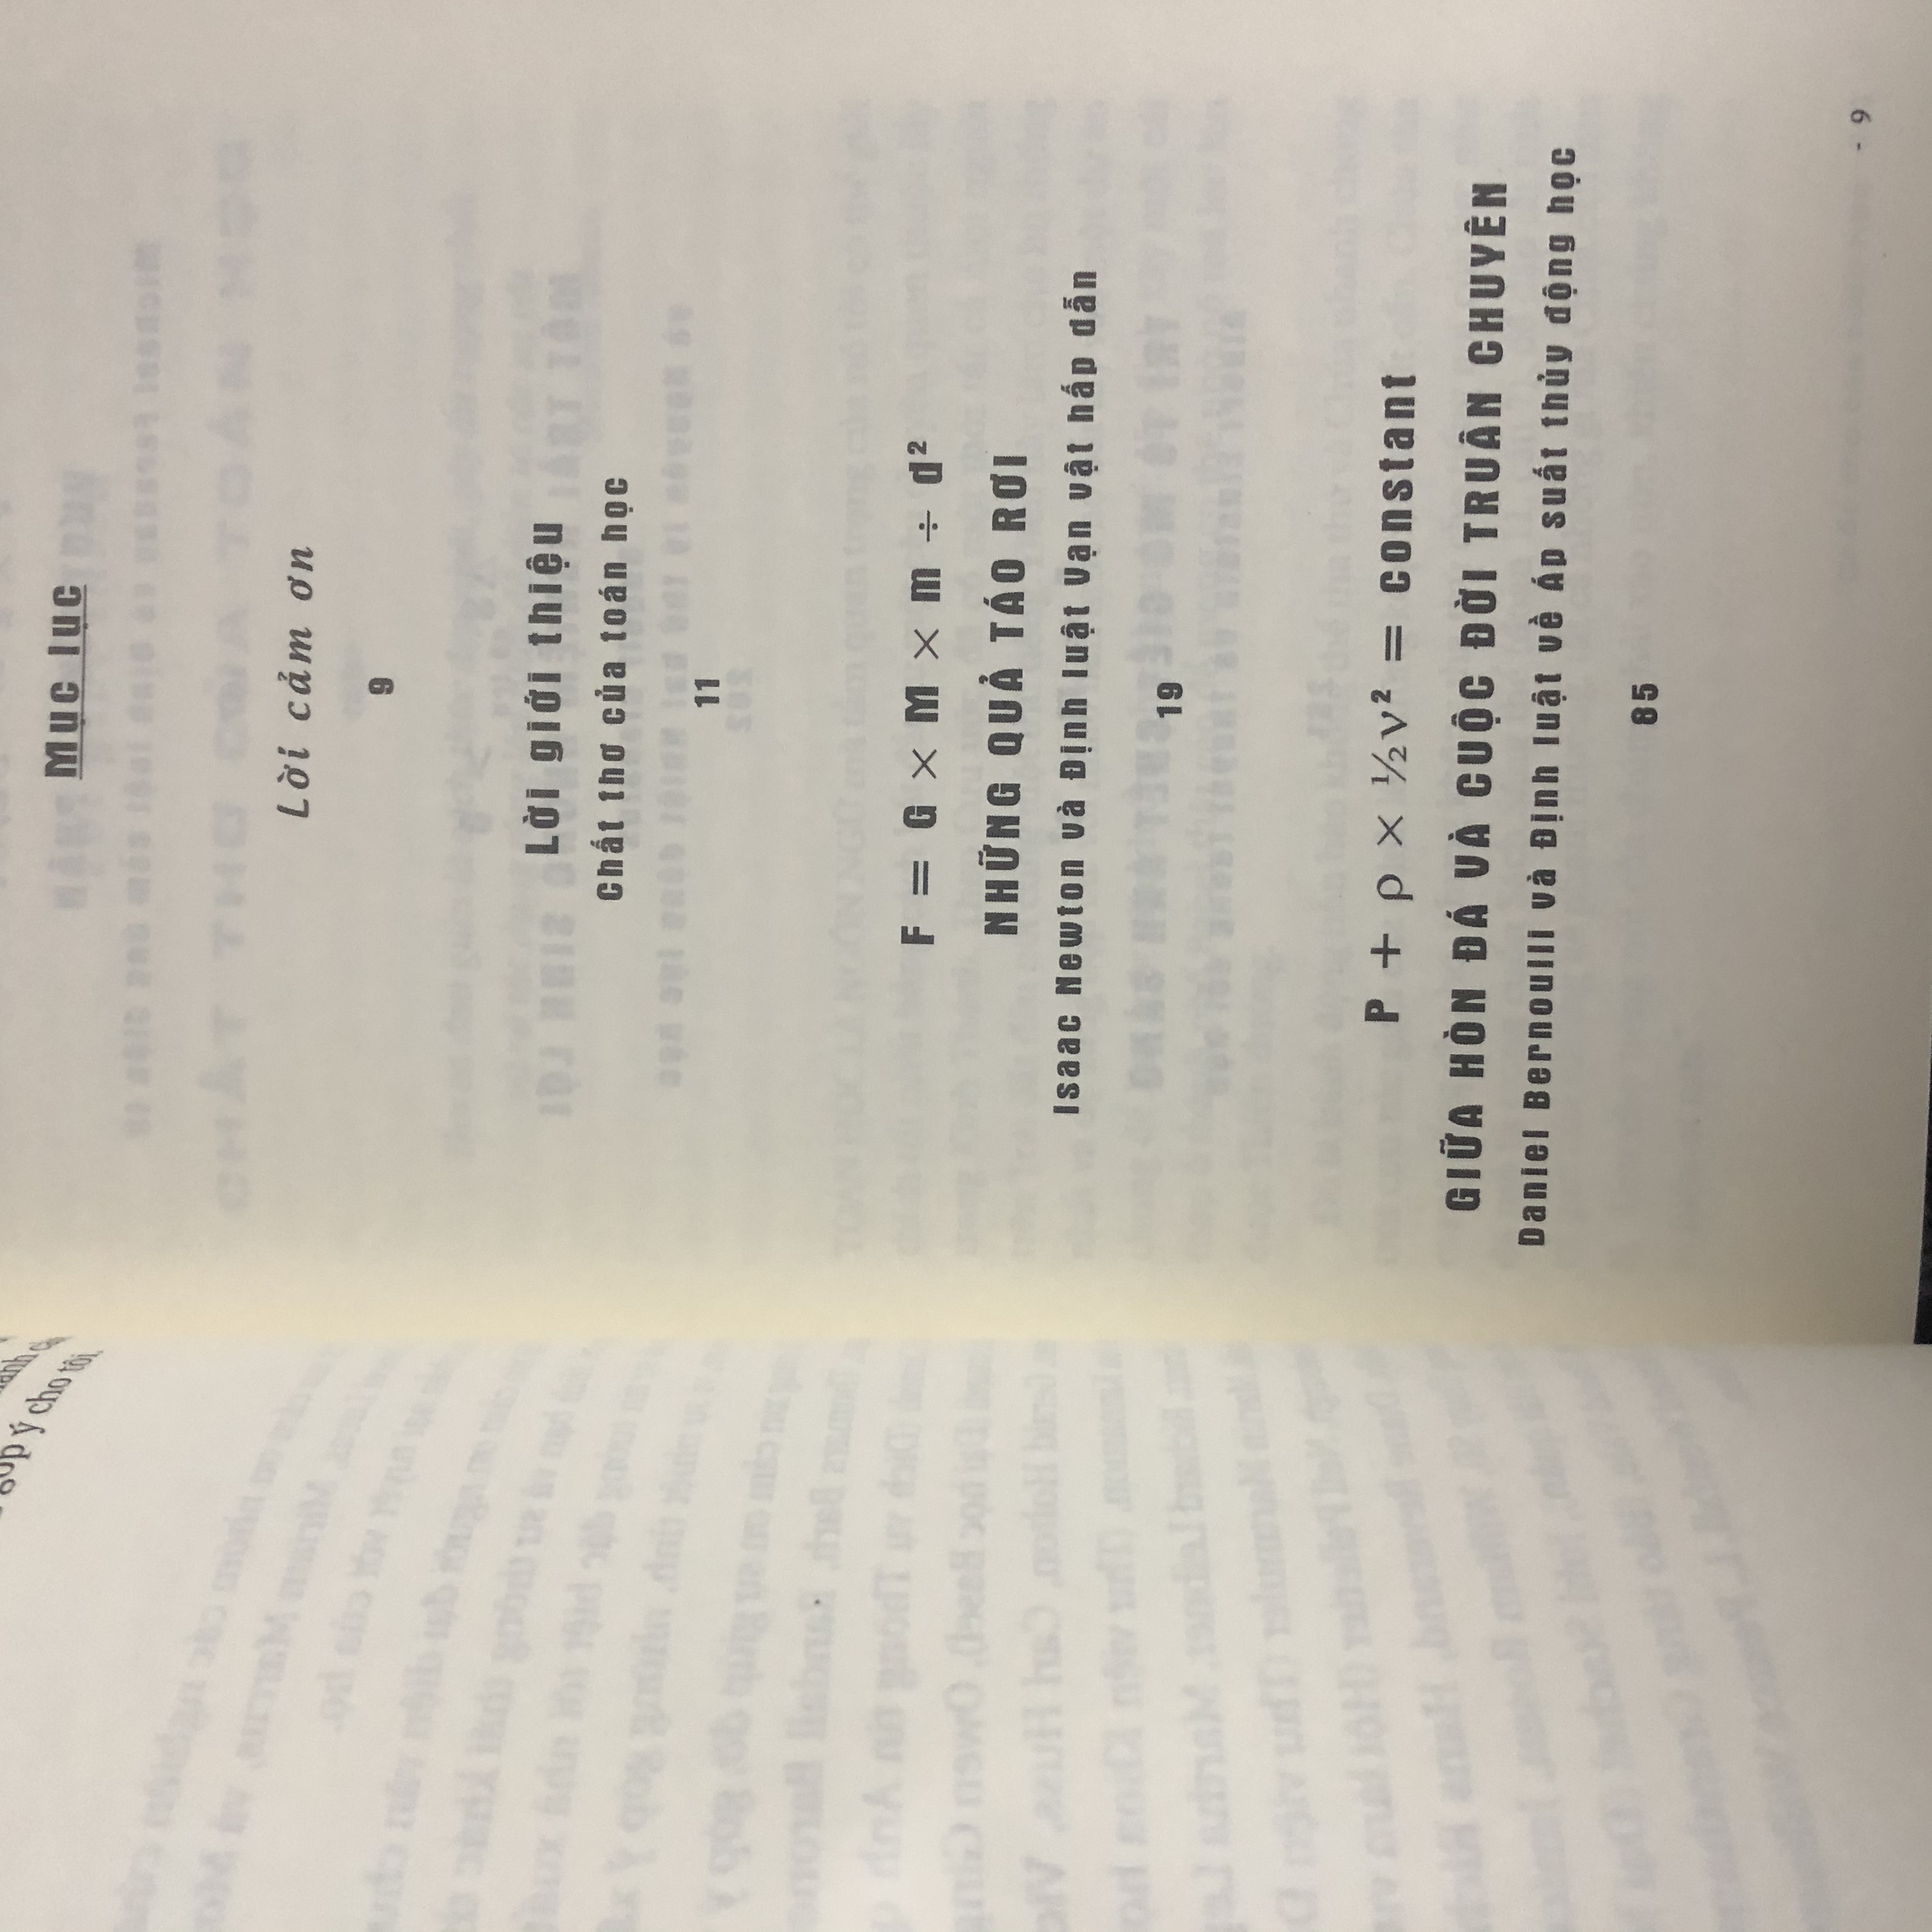 Mục lục
Lời cảm ơn
9
Lời giới thiệu
Chất thơ của toán học
11
F = G × M × m ÷ d²
NHỮNG QUẢ TÁO RƠI
Isaac Newton và Định luật Vạn vật hấp dẫn
19
P + ρ × ½v² = constant
GIỮA HÒN ĐÁ VÀ CUỘC ĐỜI TRUÂN CHUYÊN
Daniel Bernoulli và Định luật về Áp suất thủy động học
85
- 9
ý cho tôi